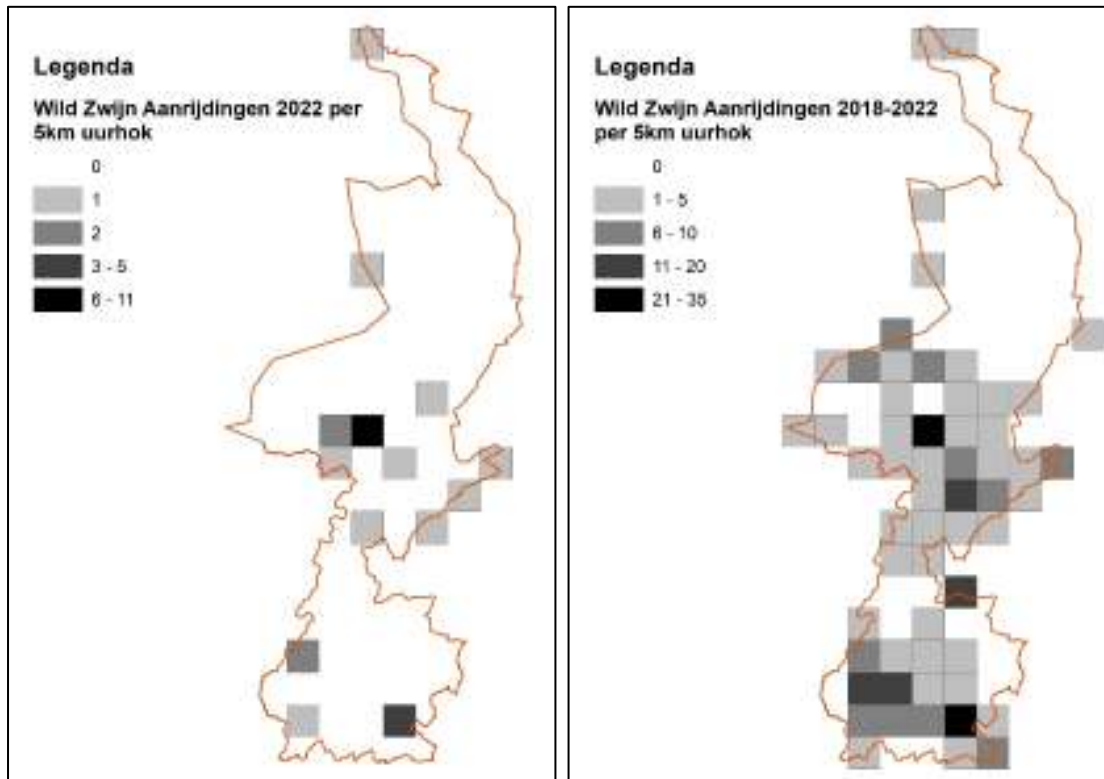 Legenda
Wild Zwijn Aanrijdingen 2022 per
5km uurhok
0
1
2
3 - 5
6 - 11
Legenda
Wild Zwijn Aanrijdingen 2018-2022
per 5km uurhok
0
1 - 5
6 - 10
11 - 20
21 - 35